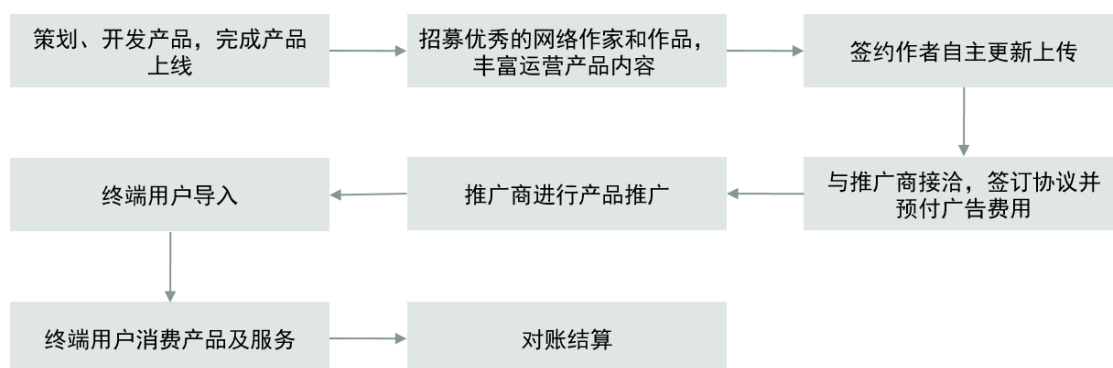 策划、开发产品，完成产品
上线
招募优秀的网络作家和作品，
丰富运营产品内容
签约作者自主更新上传
与推广商接洽，签订协议并
预付广告费用
推广商进行产品推广
终端用户导入
终端用户消费产品及服务
对账结算